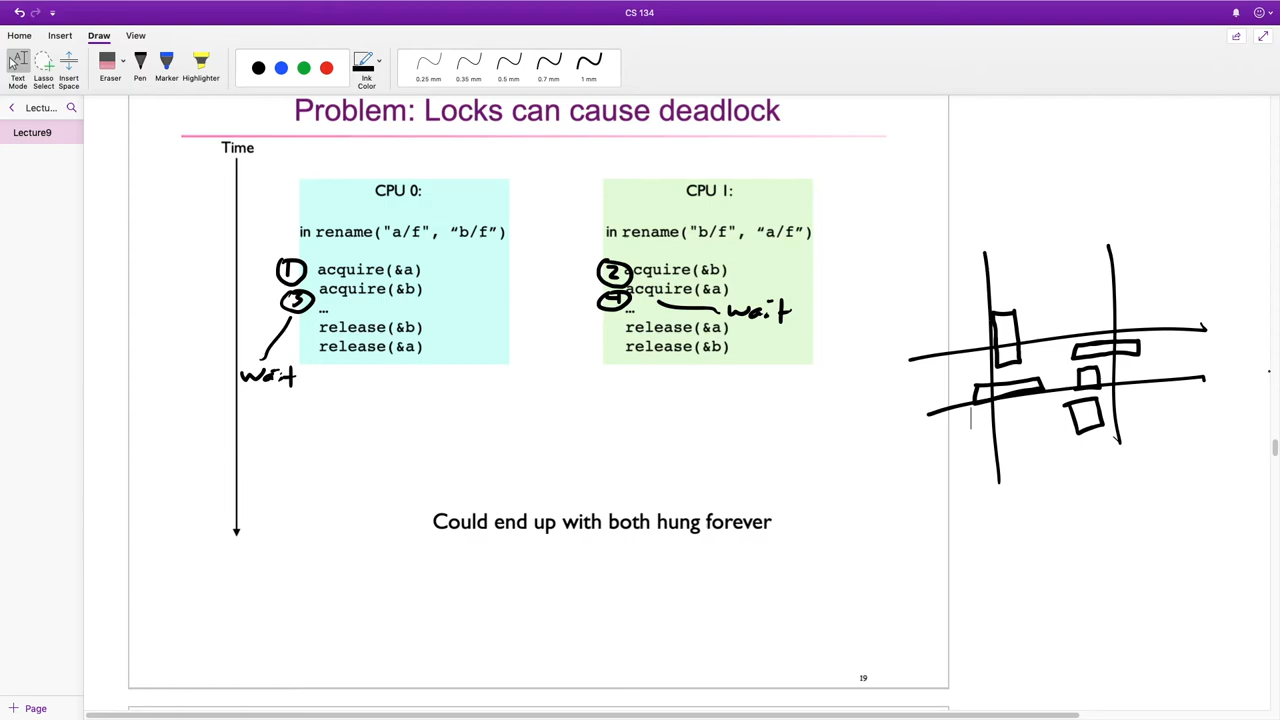 CS 134
Home Insert Draw View
Text Mode
Lasso Select
Insert Space
Eraser
Pen
Marker
Highlighter
Ink Color
0.25 mm
0.35 mm
0.5 mm
0.7 mm
1 mm
Lectu...
Lecture9
Problem: Locks can cause deadlock
Time
CPU 0:
in rename("a/f", “b/f”)
1 acquire(&a)
3 acquire(&b)
…
release(&b)
release(&a)
wait
CPU 1:
in rename("b/f", “a/f”)
2 acquire(&b)
4 acquire(&a)
… wait
release(&a)
release(&b)
Could end up with both hung forever
19
+ Page